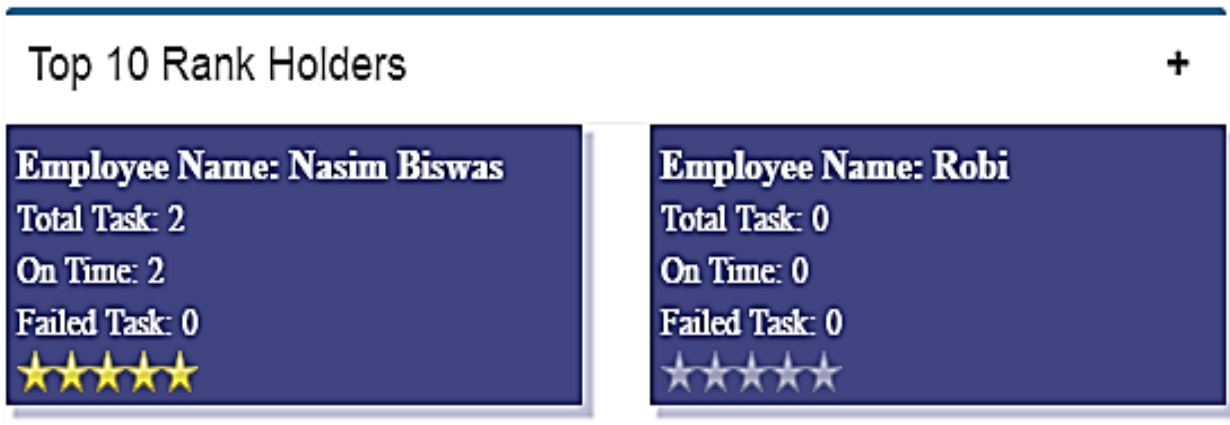 Top 10 Rank Holders +
Employee Name: Nasim Biswas
Total Task: 2
On Time: 2
Failed Task: 0
Employee Name: Robi
Total Task: 0
On Time: 0
Failed Task: 0